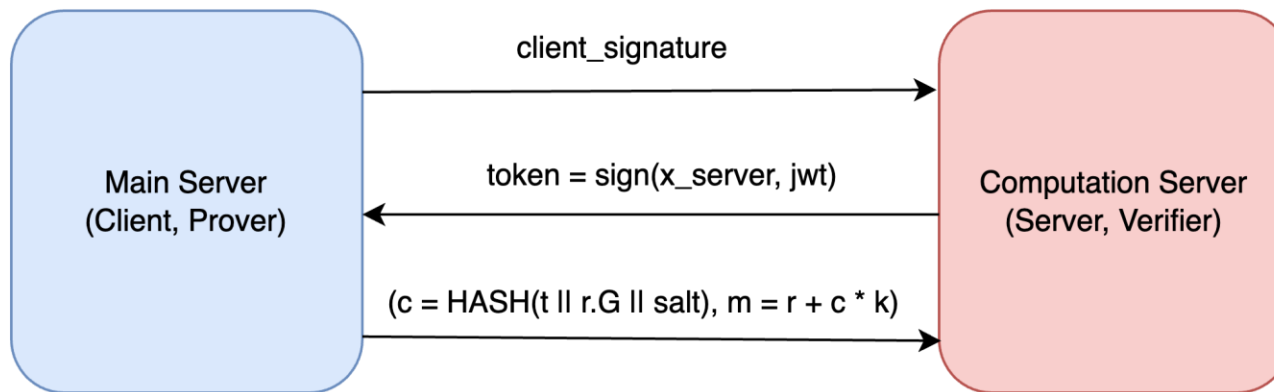 client_signature
Main Server
(Client, Prover)
token = sign(x_server, jwt)
Computation Server
(Server, Verifier)
(c = HASH(t || r.G || salt), m = r + c * k)